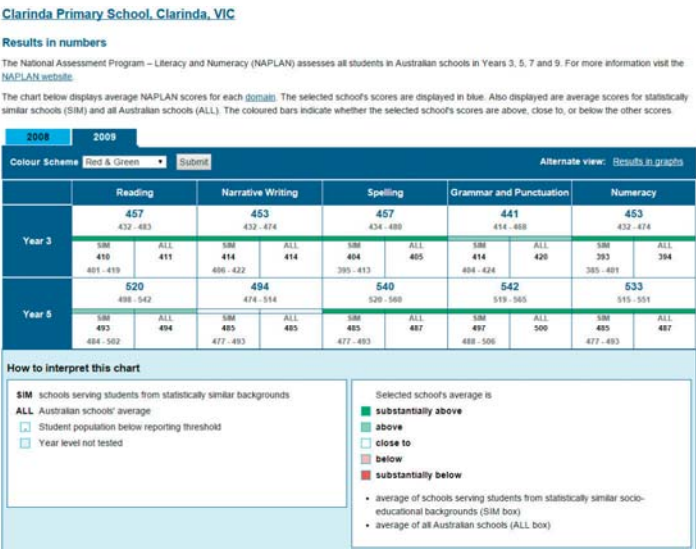 Clarinda Primary School, Clarinda, VIC
Results in numbers
The National Assessment Program – Literacy and Numeracy (NAPLAN) assesses all students in Australian schools in Years 3, 5, 7 and 9. For more information visit the
NAPLAN website.
The chart below displays average NAPLAN scores for each domain. The selected school's scores are displayed in blue. Also displayed are average scores for statistically
similar schools (SIM) and all Australian schools (ALL). The coloured bars indicate whether the selected school's scores are above, close to, or below the other scores.
2008 2009
Colour Scheme Red & Green Submit Alternate view: Results in graphs
Reading Narrative Writing Spelling Grammar and Punctuation Numeracy
Year 3
457 453 457 441 453
432 - 483 432 - 474 434 - 480 414 - 468 432 - 474
SIM ALL SIM ALL SIM ALL SIM ALL SIM ALL
410 411 414 414 404 405 414 420 393 394
401 - 419 406 - 422 395 - 413 404 - 424 385 - 401
Year 5
520 494 540 542 533
498 - 542 474 - 514 520 - 560 519 - 565 515 - 551
SIM ALL SIM ALL SIM ALL SIM ALL SIM ALL
493 494 485 485 485 487 497 500 485 487
484 - 502 477 - 493 477 - 493 488 - 506 477 - 493
How to interpret this chart
SIM schools serving students from statistically similar backgrounds
ALL Australian schools' average
Student population below reporting threshold
Year level not tested
Selected school's average is
substantially above
above
close to
below
substantially below
• average of schools serving students from statistically similar socio-
educational backgrounds (SIM box)
• average of all Australian schools (ALL box)